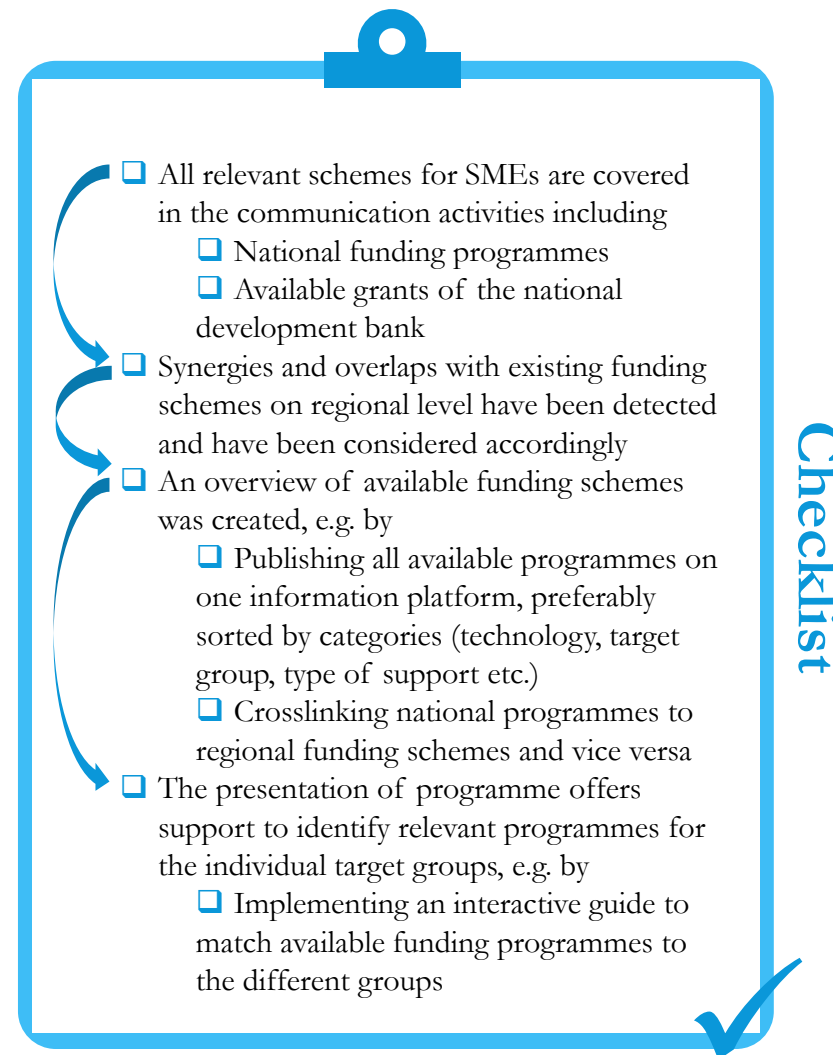 ❑ All relevant schemes for SMEs are covered
in the communication activities including
❑ National funding programmes
❑ Available grants of the national
development bank
❑ Synergies and overlaps with existing funding
schemes on regional level have been detected
and have been considered accordingly
❑ An overview of available funding schemes
was created, e.g. by
❑ Publishing all available programmes on
one information platform, preferably
sorted by categories (technology, target
group, type of support etc.)
❑ Crosslinking national programmes to
regional funding schemes and vice versa
❑ The presentation of programme offers
support to identify relevant programmes for
the individual target groups, e.g. by
❑ Implementing an interactive guide to
match available funding programmes to
the different groups
Checklist